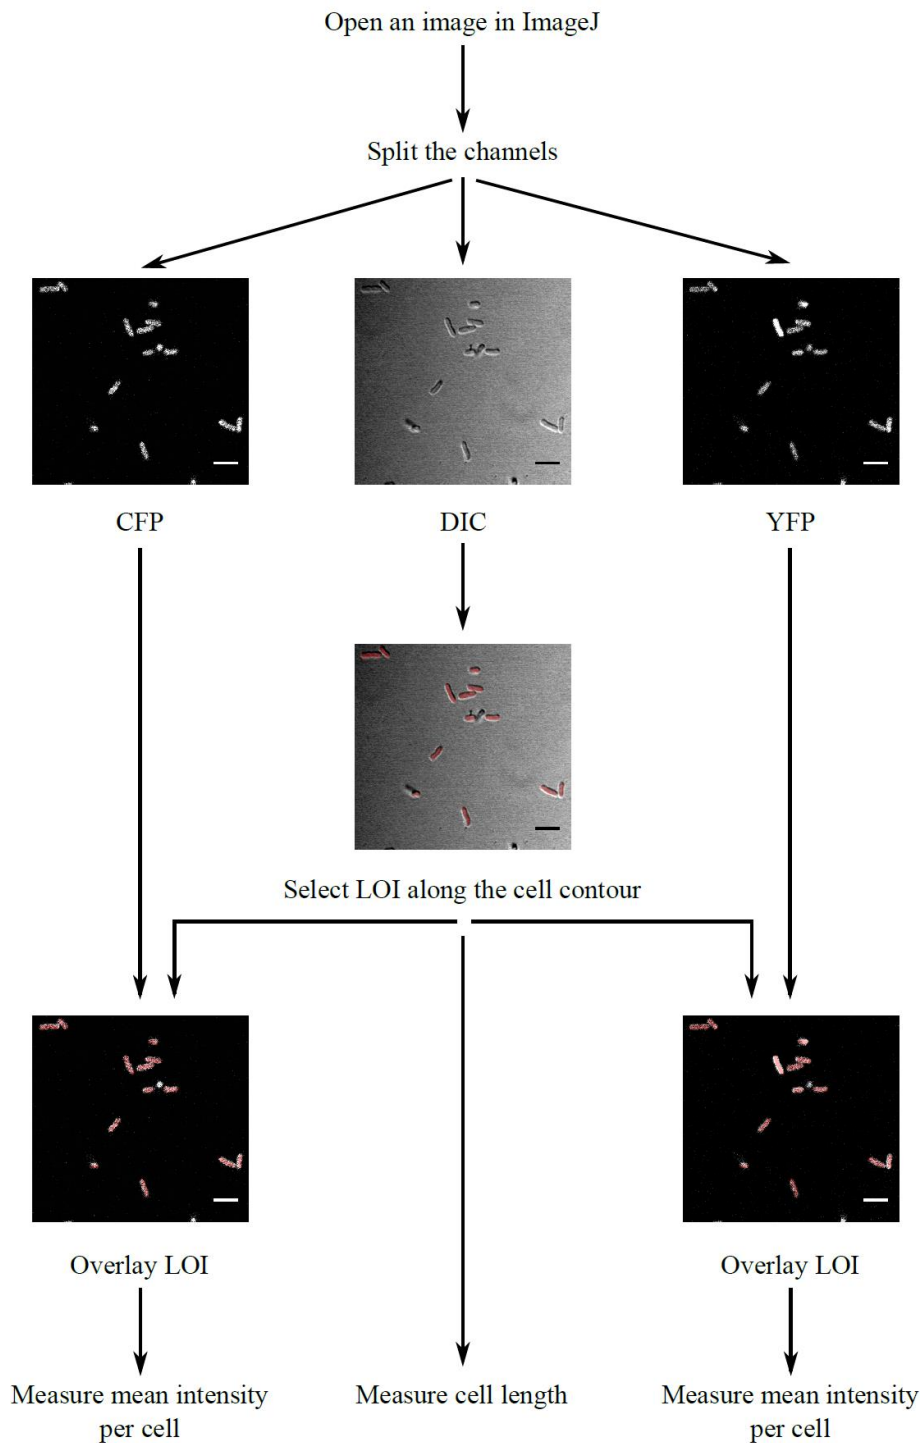 Open an image in ImageJ
Split the channels
CFP
DIC
YFP
Select LOI along the cell contour
Overlay LOI
Overlay LOI
Measure mean intensity
per cell
Measure cell length
Measure mean intensity
per cell